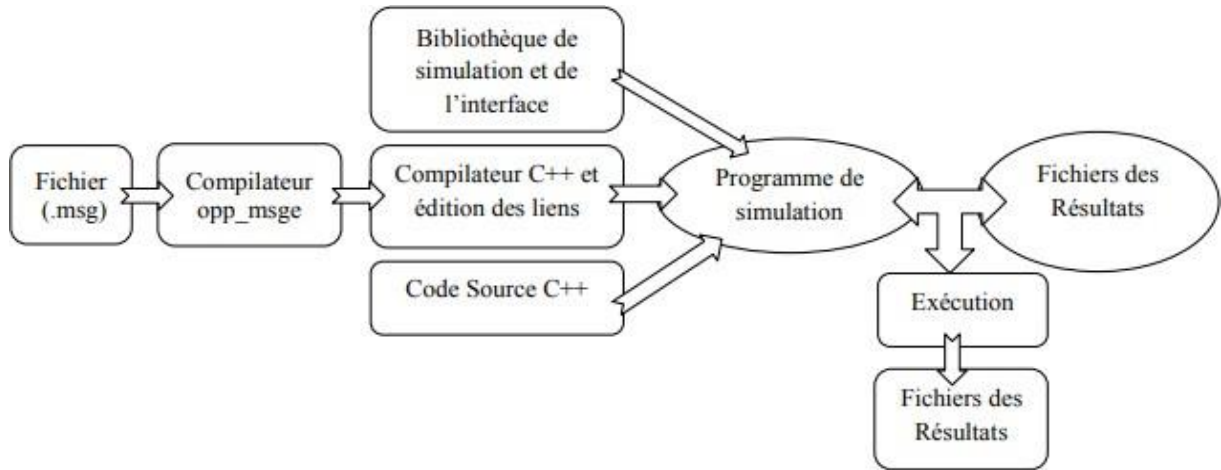 Bibliothèque de
simulation et de
l'interface
Fichier
(.msg)
Compilateur
opp_msge
Compilateur C++ et
édition des liens
Programme de
simulation
Fichiers des
Résultats
Code Source C++
Exécution
Fichiers des
Résultats